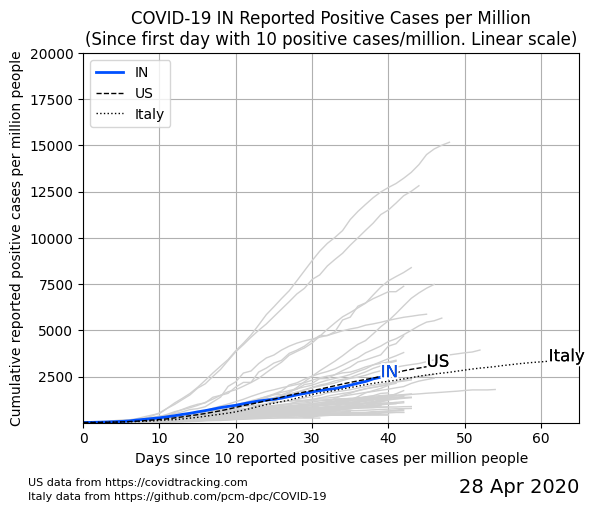 COVID-19 IN Reported Positive Cases per Million
(Since first day with 10 positive cases/million. Linear scale)
Cumulative reported positive cases per million people
20000
17500
15000
12500
10000
7500
5000
2500
IN
US
Italy
IN
US
Italy
0 10 20 30 40 50 60
Days since 10 reported positive cases per million people
US data from https://covidtracking.com
Italy data from https://github.com/pcm-dpc/COVID-19
28 Apr 2020